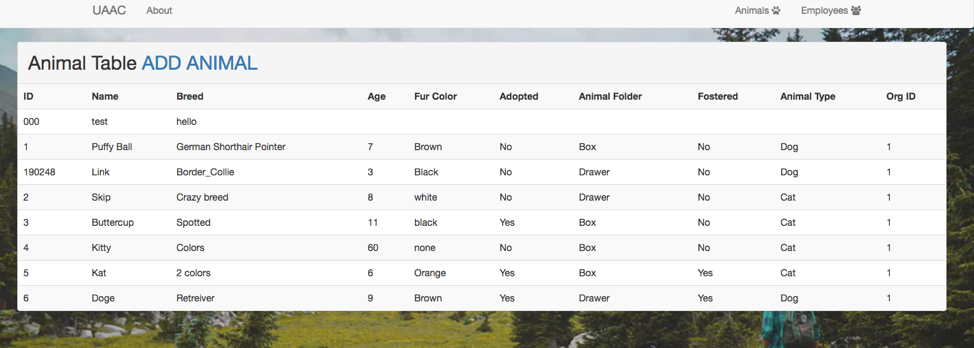 UAAC About Animals Employees
Animal Table ADD ANIMAL
ID Name Breed Age Fur Color Adopted Animal Folder Fostered Animal Type Org ID
000 test hello
1 Puffy Ball German Shorthair Pointer 7 Brown No Box No Dog 1
190248 Link Border_Collie 3 Black No Drawer No Dog 1
2 Skip Crazy breed 8 white No Drawer No Cat 1
3 Buttercup Spotted 11 black Yes Box No Cat 1
4 Kitty Colors 60 none No Box No Cat 1
5 Kat 2 colors 6 Orange Yes Box Yes Cat 1
6 Doge Retreiver 9 Brown Yes Drawer Yes Dog 1